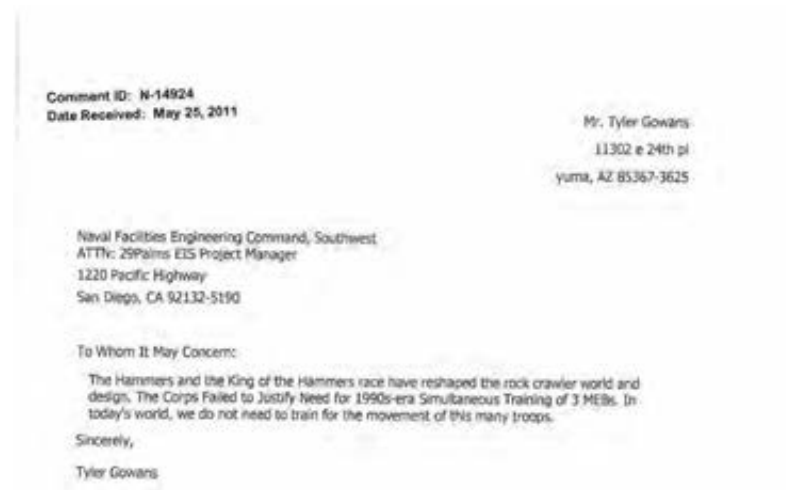 Comment ID: N-14924
Date Received: May 25, 2011
Mr. Tyler Gowans
11302 e 24th pl
yuma, AZ 85367-3625
Naval Facilities Engineering Command, Southwest
ATTN: 29Palms EIS Project Manager
1220 Pacific Highway
San Diego, CA 92132-5190
To Whom It May Concern:
The Hammers and the King of the Hammers race have reshaped the rock crawler world and
design. The Corps Failed to Justify Need for 1990s-era Simultaneous Training of 3 MEBs. In
today's world, we do not need to train for the movement of this many troops.
Sincerely,
Tyler Gowans